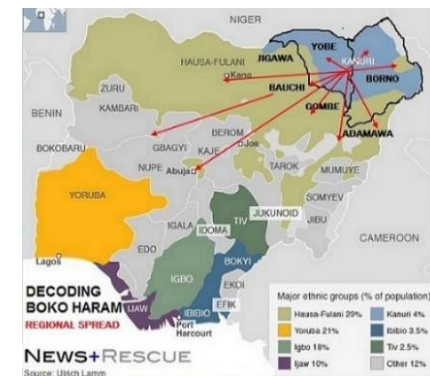 NIGER
YOBE
JIGAWA
KANURI
HAUSA-FULANI
Kano
BORNO
ZURU
BAUCHI
KAMBARI
GOMBE
BENIN
BEROM
ADAMAWA
GBAGYI
Jos
BOKOBARU
KAJE
NUPE
Abuja
TAROK
MUMUYE
YORUBA
SOMYEV
JUKUNOID
TIV
JIBU
IGALA
IDOMA
CAMEROON
EDO
BOKYI
Lagos
IGBO
EKOI
DECODING
BOKO HARAM
REGIONAL SPREAD
IJAW
EFIK
IBIBIO
Port
Harcourt
Major ethnic groups (% of population)
Hausa-Fulani 29% Kanuri 4%
Yoruba 21% Ibibio 3.5%
Igbo 18% Tiv 2.5%
Ijaw 10% Other 12%
NEWS+RESCUE
Source: Ulrich Lamm